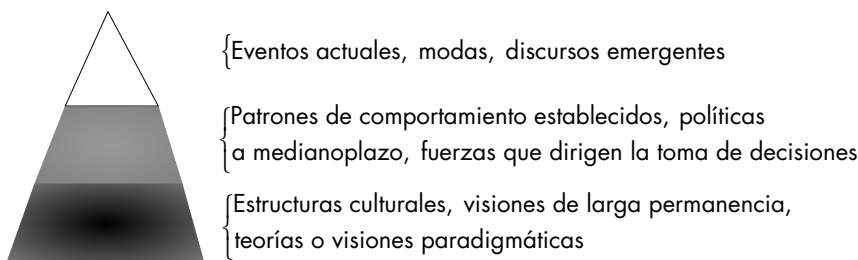 Eventos actuales, modas, discursos emergentes
Patrones de comportamiento establecidos, políticas
a medianoplazo, fuerzas que dirigen la toma de decisiones
Estructuras culturales, visiones de larga permanencia,
teorías o visiones paradigmáticas